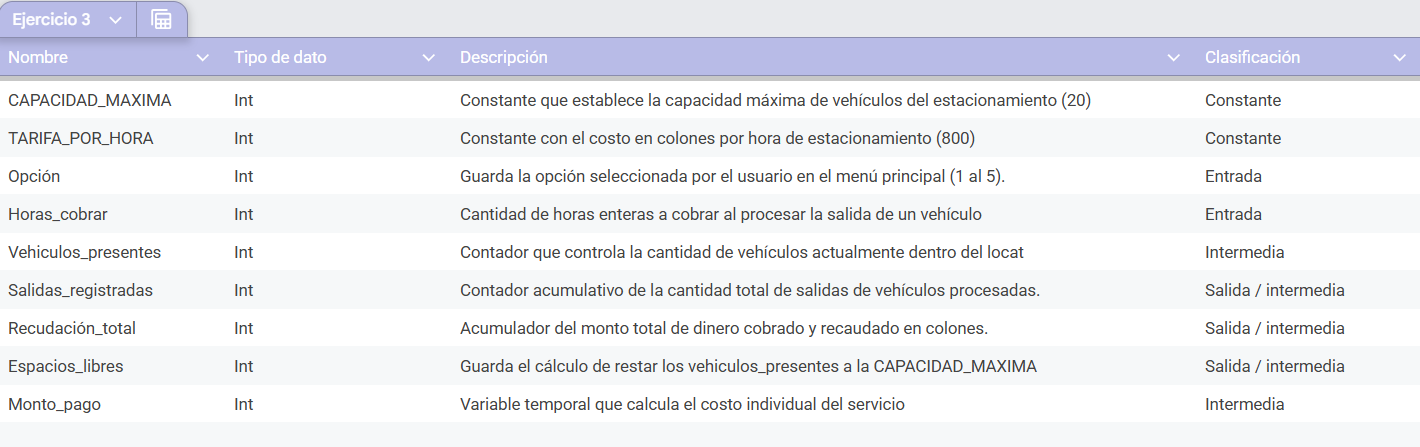 Ejercicio 3
Nombre Tipo de dato Descripción Clasificación
CAPACIDAD_MAXIMA Int Constante que establece la capacidad máxima de vehículos del estacionamiento (20) Constante
TARIFA_POR_HORA Int Constante con el costo en colones por hora de estacionamiento (800) Constante
Opción Int Guarda la opción seleccionada por el usuario en el menú principal (1 al 5). Entrada
Horas_cobrar Int Cantidad de horas enteras a cobrar al procesar la salida de un vehículo Entrada
Vehiculos_presentes Int Contador que controla la cantidad de vehículos actualmente dentro del locat Intermedia
Salidas_registradas Int Contador acumulativo de la cantidad total de salidas de vehículos procesadas. Salida / intermedia
Recudación_total Int Acumulador del monto total de dinero cobrado y recaudado en colones. Salida / intermedia
Espacios_libres Int Guarda el cálculo de restar los vehiculos_presentes a la CAPACIDAD_MAXIMA Salida / intermedia
Monto_pago Int Variable temporal que calcula el costo individual del servicio Intermedia